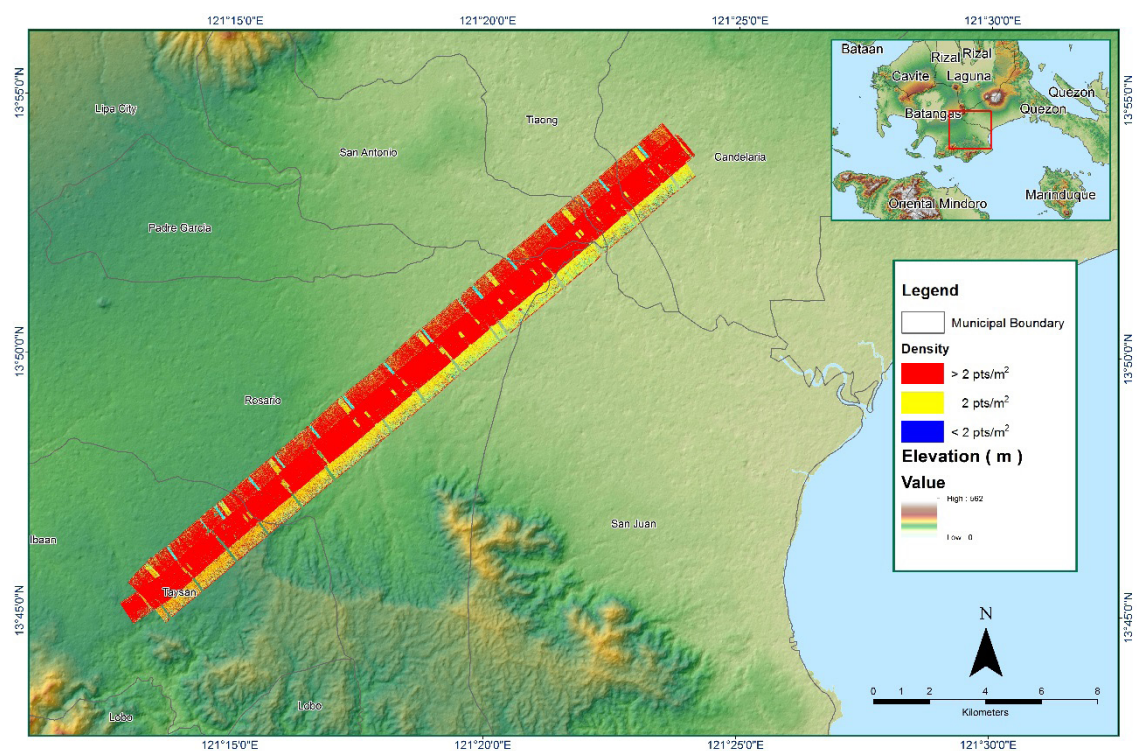 121°15'0"E 121°20'0"E 121°25'0"E 121°30'0"E
13°55'0"N
13°50'0"N
13°45'0"N
Lipa City
San Antonio
Tiaong
Candelaria
Padre Garcia
Rosario
Ibaan
Taysan
San Juan
Lobo
Lobo
Bataan
Rizal
Rizal
Cavite
Laguna
Quezon
Quezon
Batangas
Marinduque
Oriental Mindoro
13°55'0"N
13°50'0"N
13°45'0"N
Legend
Municipal Boundary
Density
> 2 pts/m²
2 pts/m²
< 2 pts/m²
Elevation ( m )
Value
High : 562
Low : 0
N
0 1 2 4 6 8
Kilometers
121°15'0"E 121°20'0"E 121°25'0"E 121°30'0"E